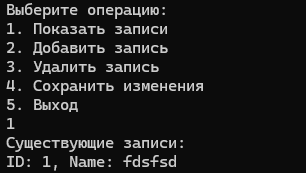 Выберите операцию:
1. Показать записи
2. Добавить запись
3. Удалить запись
4. Сохранить изменения
5. Выход
1
Существующие записи:
ID: 1, Name: fdsfsd